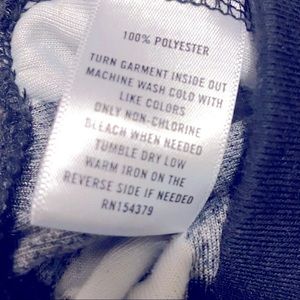 100% POLYESTER
TURN GARMENT INSIDE OUT
MACHINE WASH COLD WITH
LIKE COLORS
ONLY NON-CHLORINE
BLEACH WHEN NEEDED
TUMBLE DRY LOW
WARM IRON ON THE
REVERSE SIDE IF NEEDED
RN154379